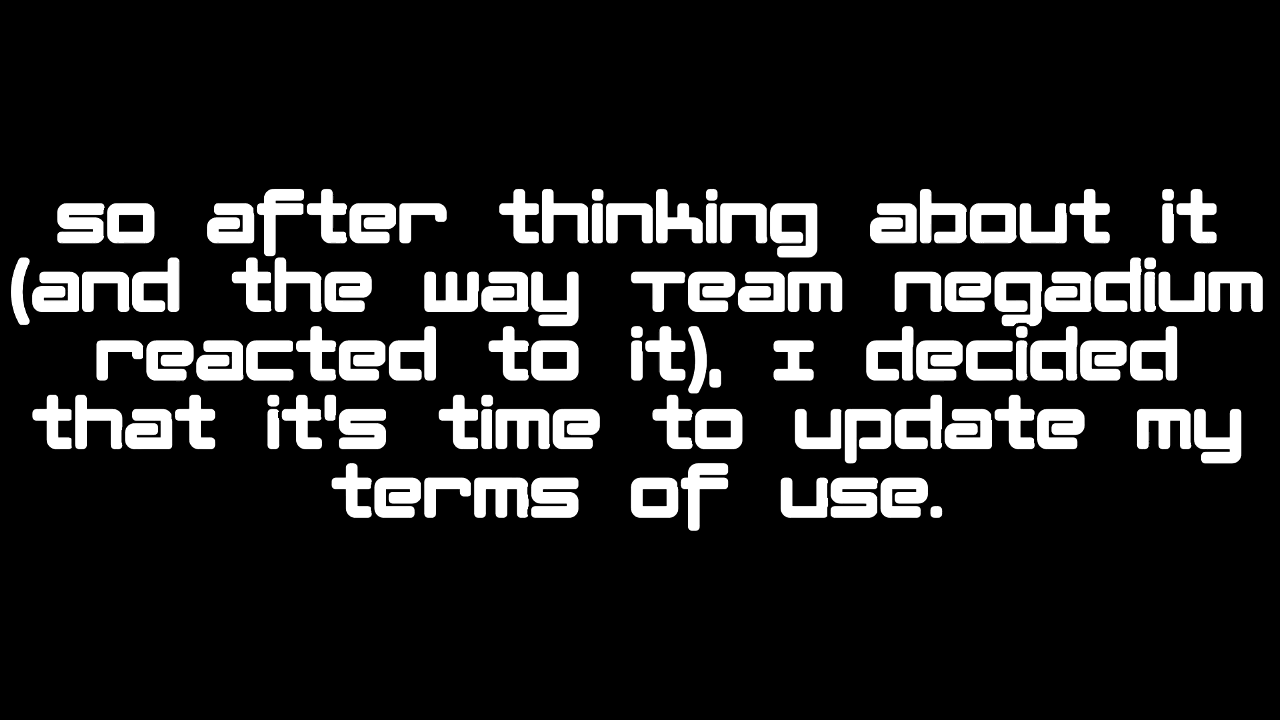 so after thinking about it
(and the way Team negadium
reacted to it), I decided
that it's time to update my
terms of use.